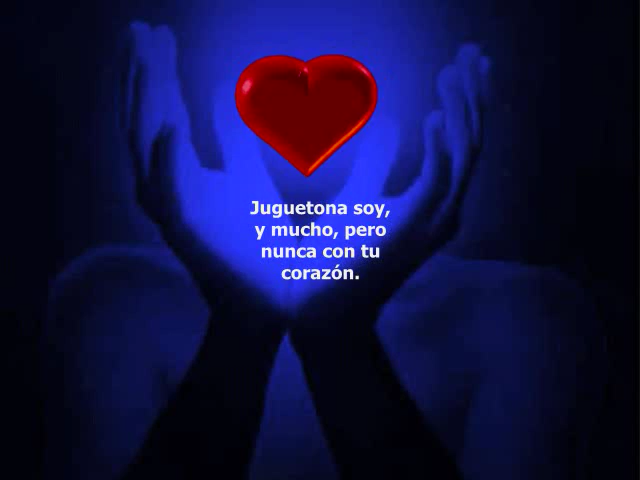 Juguetona soy,
y mucho, pero
nunca con tu
corazón.